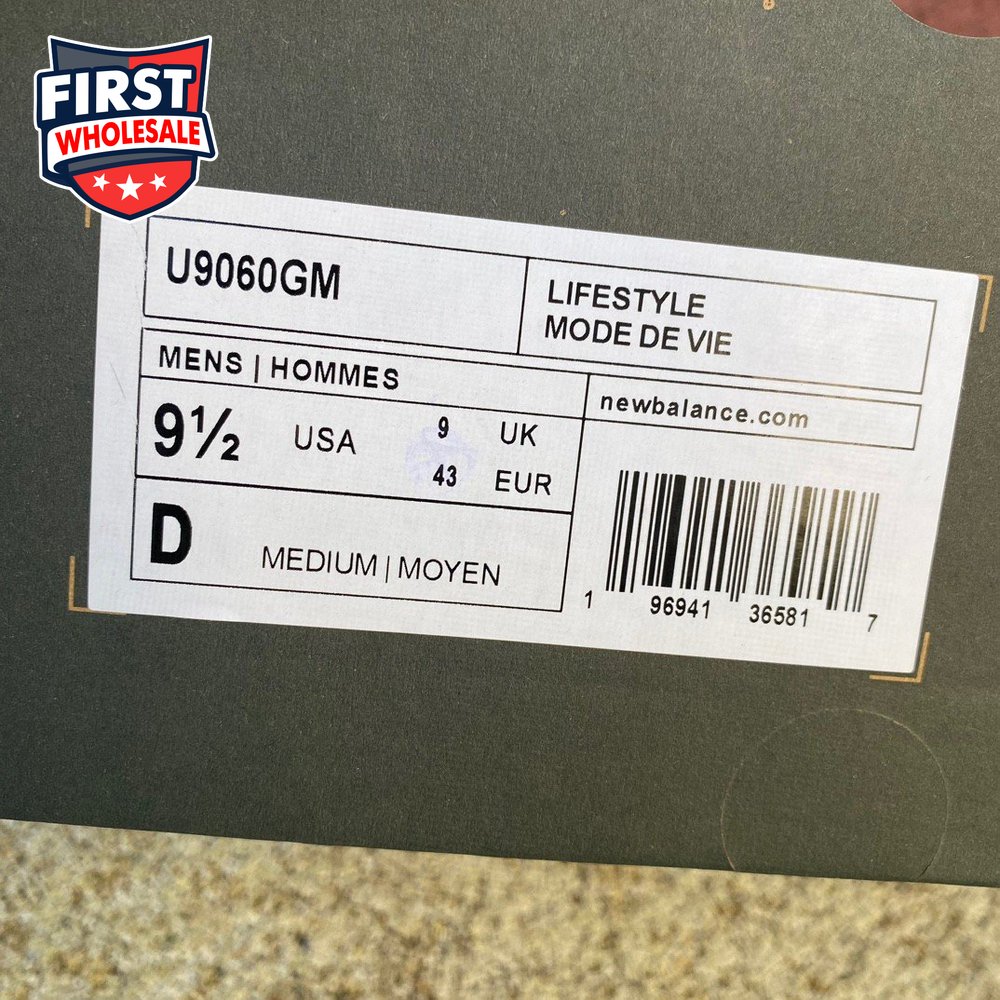 FIRST
WHOLESALE
U9060GM
LIFESTYLE
MODE DE VIE
MENS | HOMMES
newbalance.com
9½ USA 9 UK
43 EUR
D MEDIUM | MOYEN
1 96941 36581 7